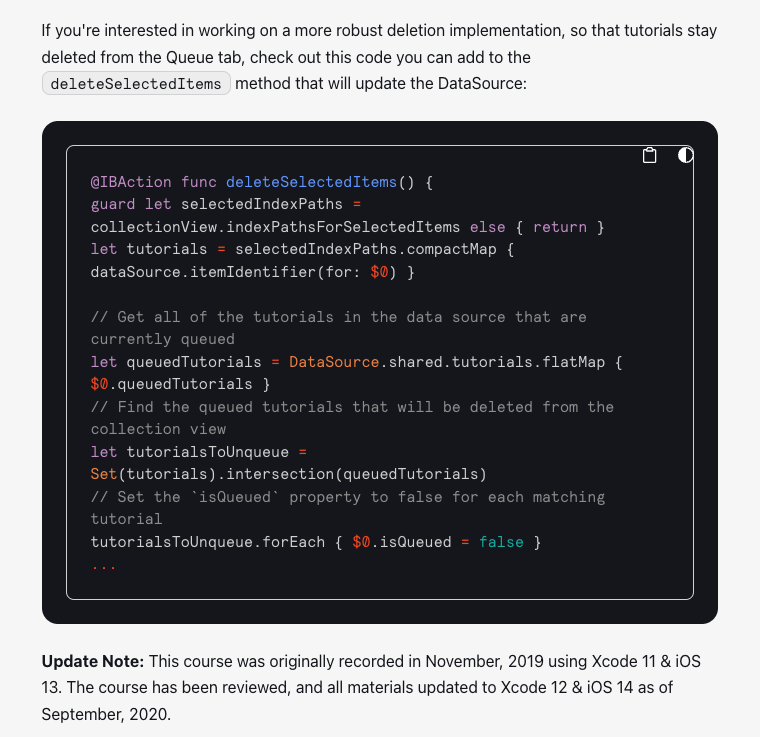 If you're interested in working on a more robust deletion implementation, so that tutorials stay
deleted from the Queue tab, check out this code you can add to the
deleteSelectedItems method that will update the DataSource:
@IBAction func deleteSelectedItems() {
guard let selectedIndexPaths =
collectionView.indexPathsForSelectedItems else { return }
let tutorials = selectedIndexPaths.compactMap {
dataSource.itemIdentifier(for: $0) }
// Get all of the tutorials in the data source that are
currently queued
let queuedTutorials = DataSource.shared.tutorials.flatMap {
$0.queuedTutorials }
// Find the queued tutorials that will be deleted from the
collection view
let tutorialsToUnqueue =
Set(tutorials).intersection(queuedTutorials)
// Set the `isQueued` property to false for each matching
tutorial
tutorialsToUnqueue.forEach { $0.isQueued = false }
...
Update Note: This course was originally recorded in November, 2019 using Xcode 11 & iOS
13. The course has been reviewed, and all materials updated to Xcode 12 & iOS 14 as of
September, 2020.